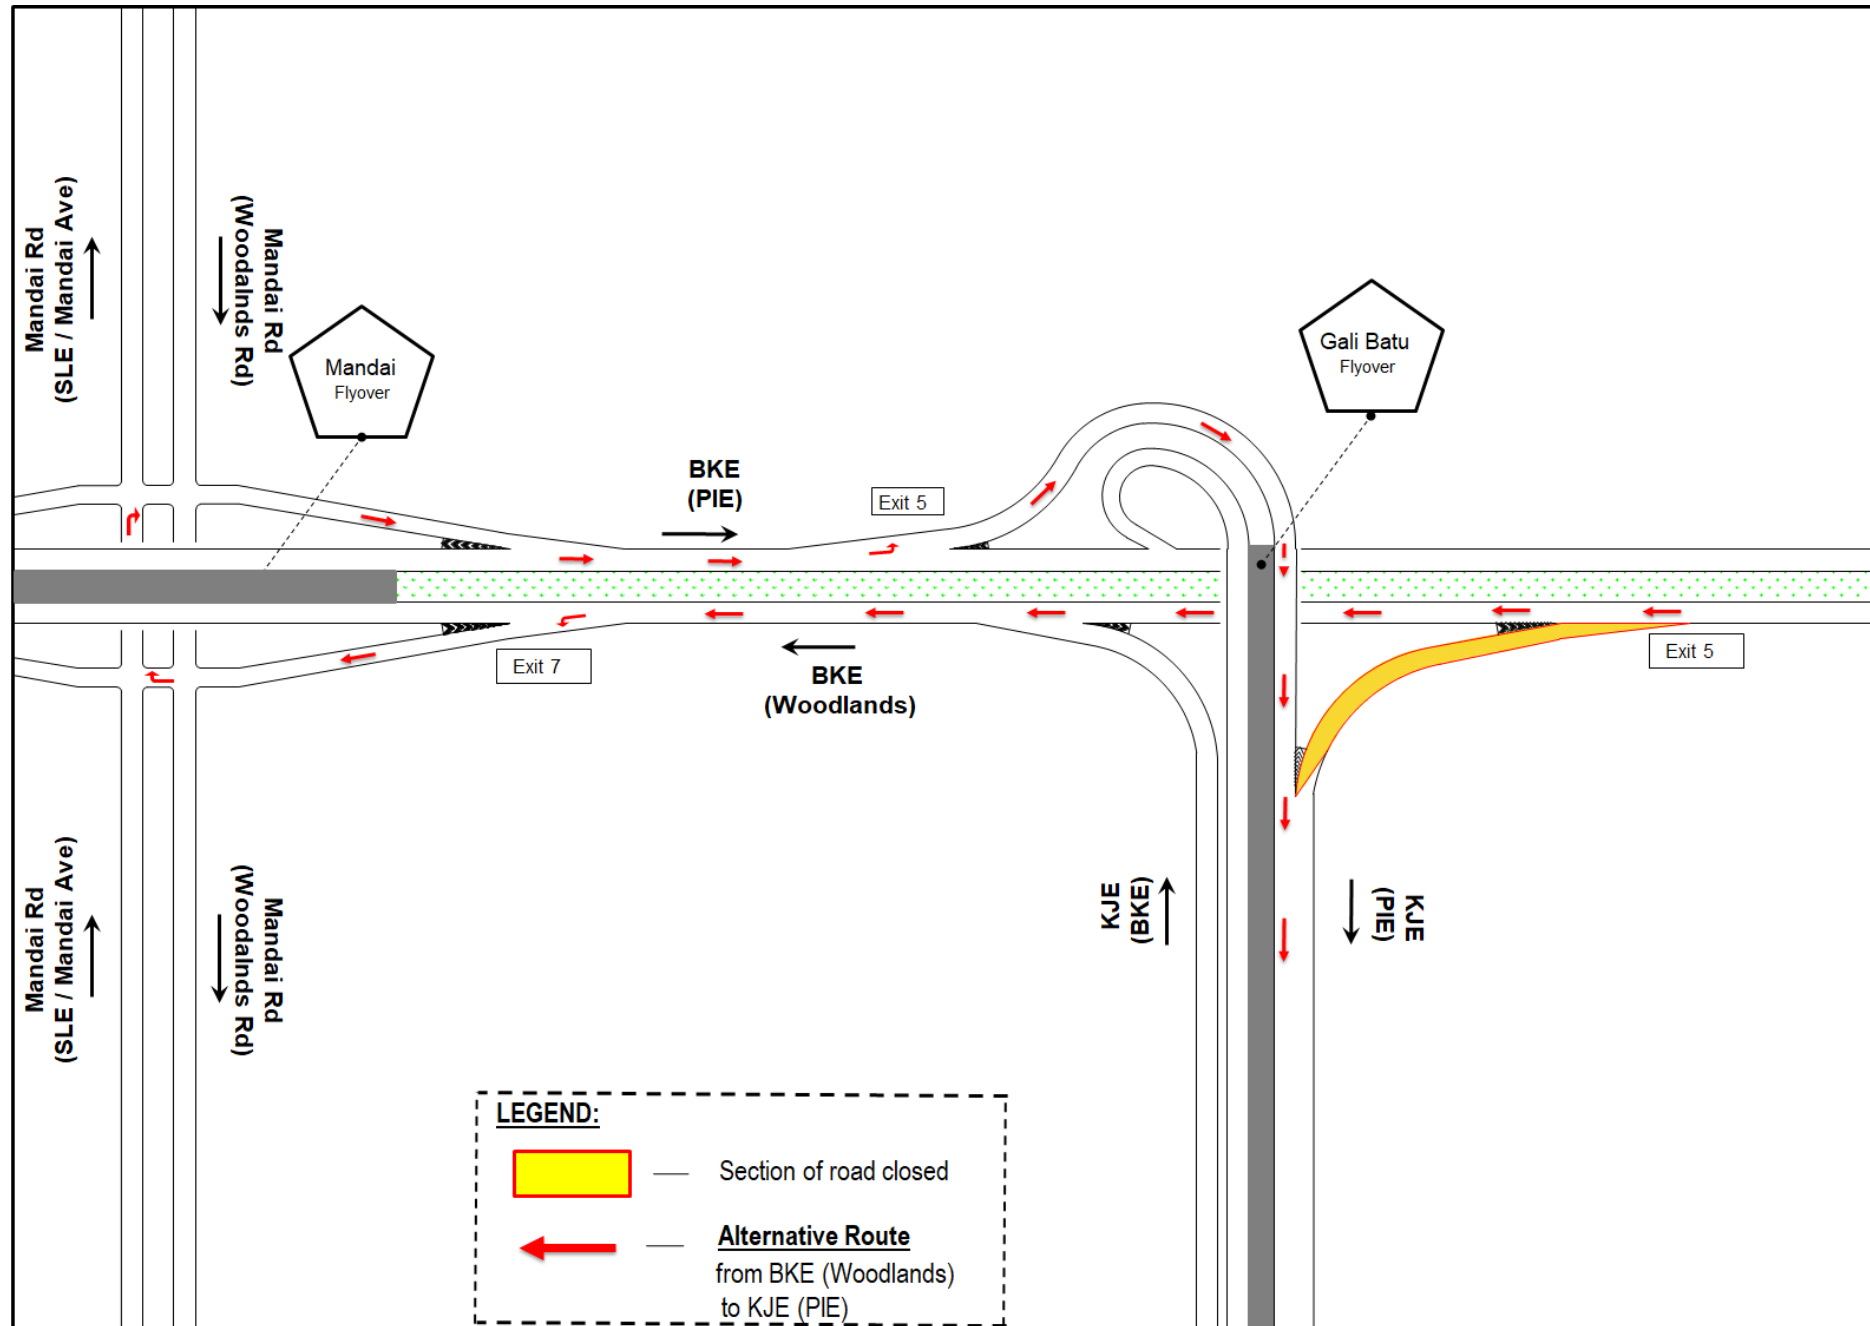 Mandai Rd
(SLE / Mandai Ave)
Mandai Rd
(Woodalnds Rd)
Mandai
Flyover
Gali Batu
Flyover
BKE
(PIE)
Exit 5
Exit 7
BKE
(Woodlands)
Exit 5
Mandai Rd
(SLE / Mandai Ave)
Mandai Rd
(Woodalnds Rd)
KJE
(BKE)
KJE
(PIE)
LEGEND:
Section of road closed
Alternative Route
from BKE (Woodlands)
to KJE (PIE)